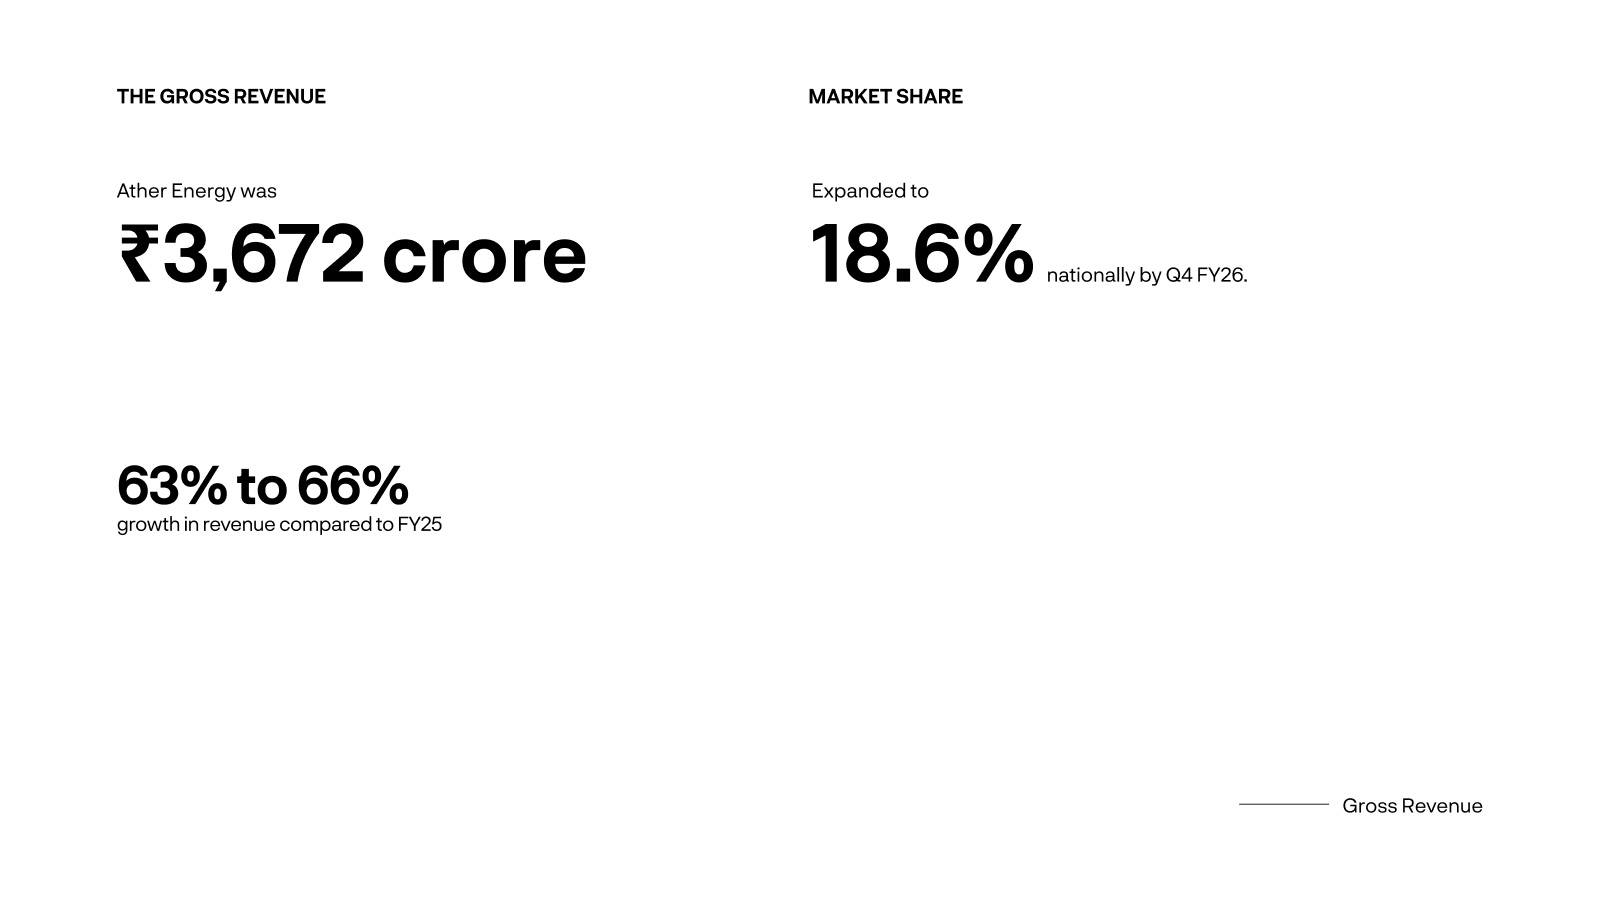 THE GROSS REVENUE
Ather Energy was
₹3,672 crore
63% to 66%
growth in revenue compared to FY25
MARKET SHARE
Expanded to
18.6% nationally by Q4 FY26.
Gross Revenue